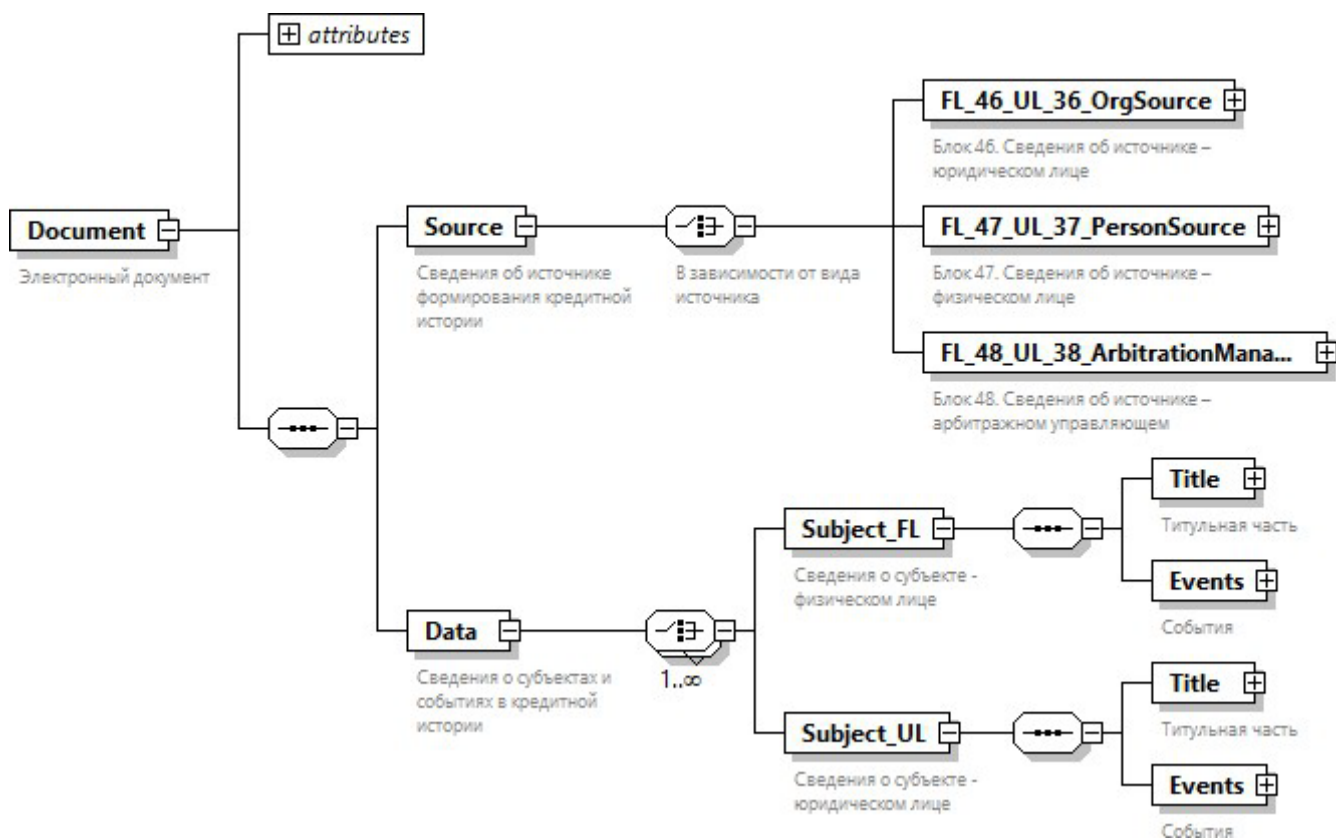 attributes
Document
Электронный документ
Source
Сведения об источнике
формирования кредитной
истории
В зависимости от вида
источника
FL_46_UL_36_OrgSource
Блок 46. Сведения об источнике –
юридическом лице
FL_47_UL_37_PersonSource
Блок 47. Сведения об источнике –
физическом лице
FL_48_UL_38_ArbitrationMana...
Блок 48. Сведения об источнике –
арбитражном управляющем
Data
Сведения о субъектах и
событиях в кредитной
истории
1..∞
Subject_FL
Сведения о субъекте -
физическом лице
Title
Титульная часть
Events
События
Subject_UL
Сведения о субъекте -
юридическом лице
Title
Титульная часть
Events
События